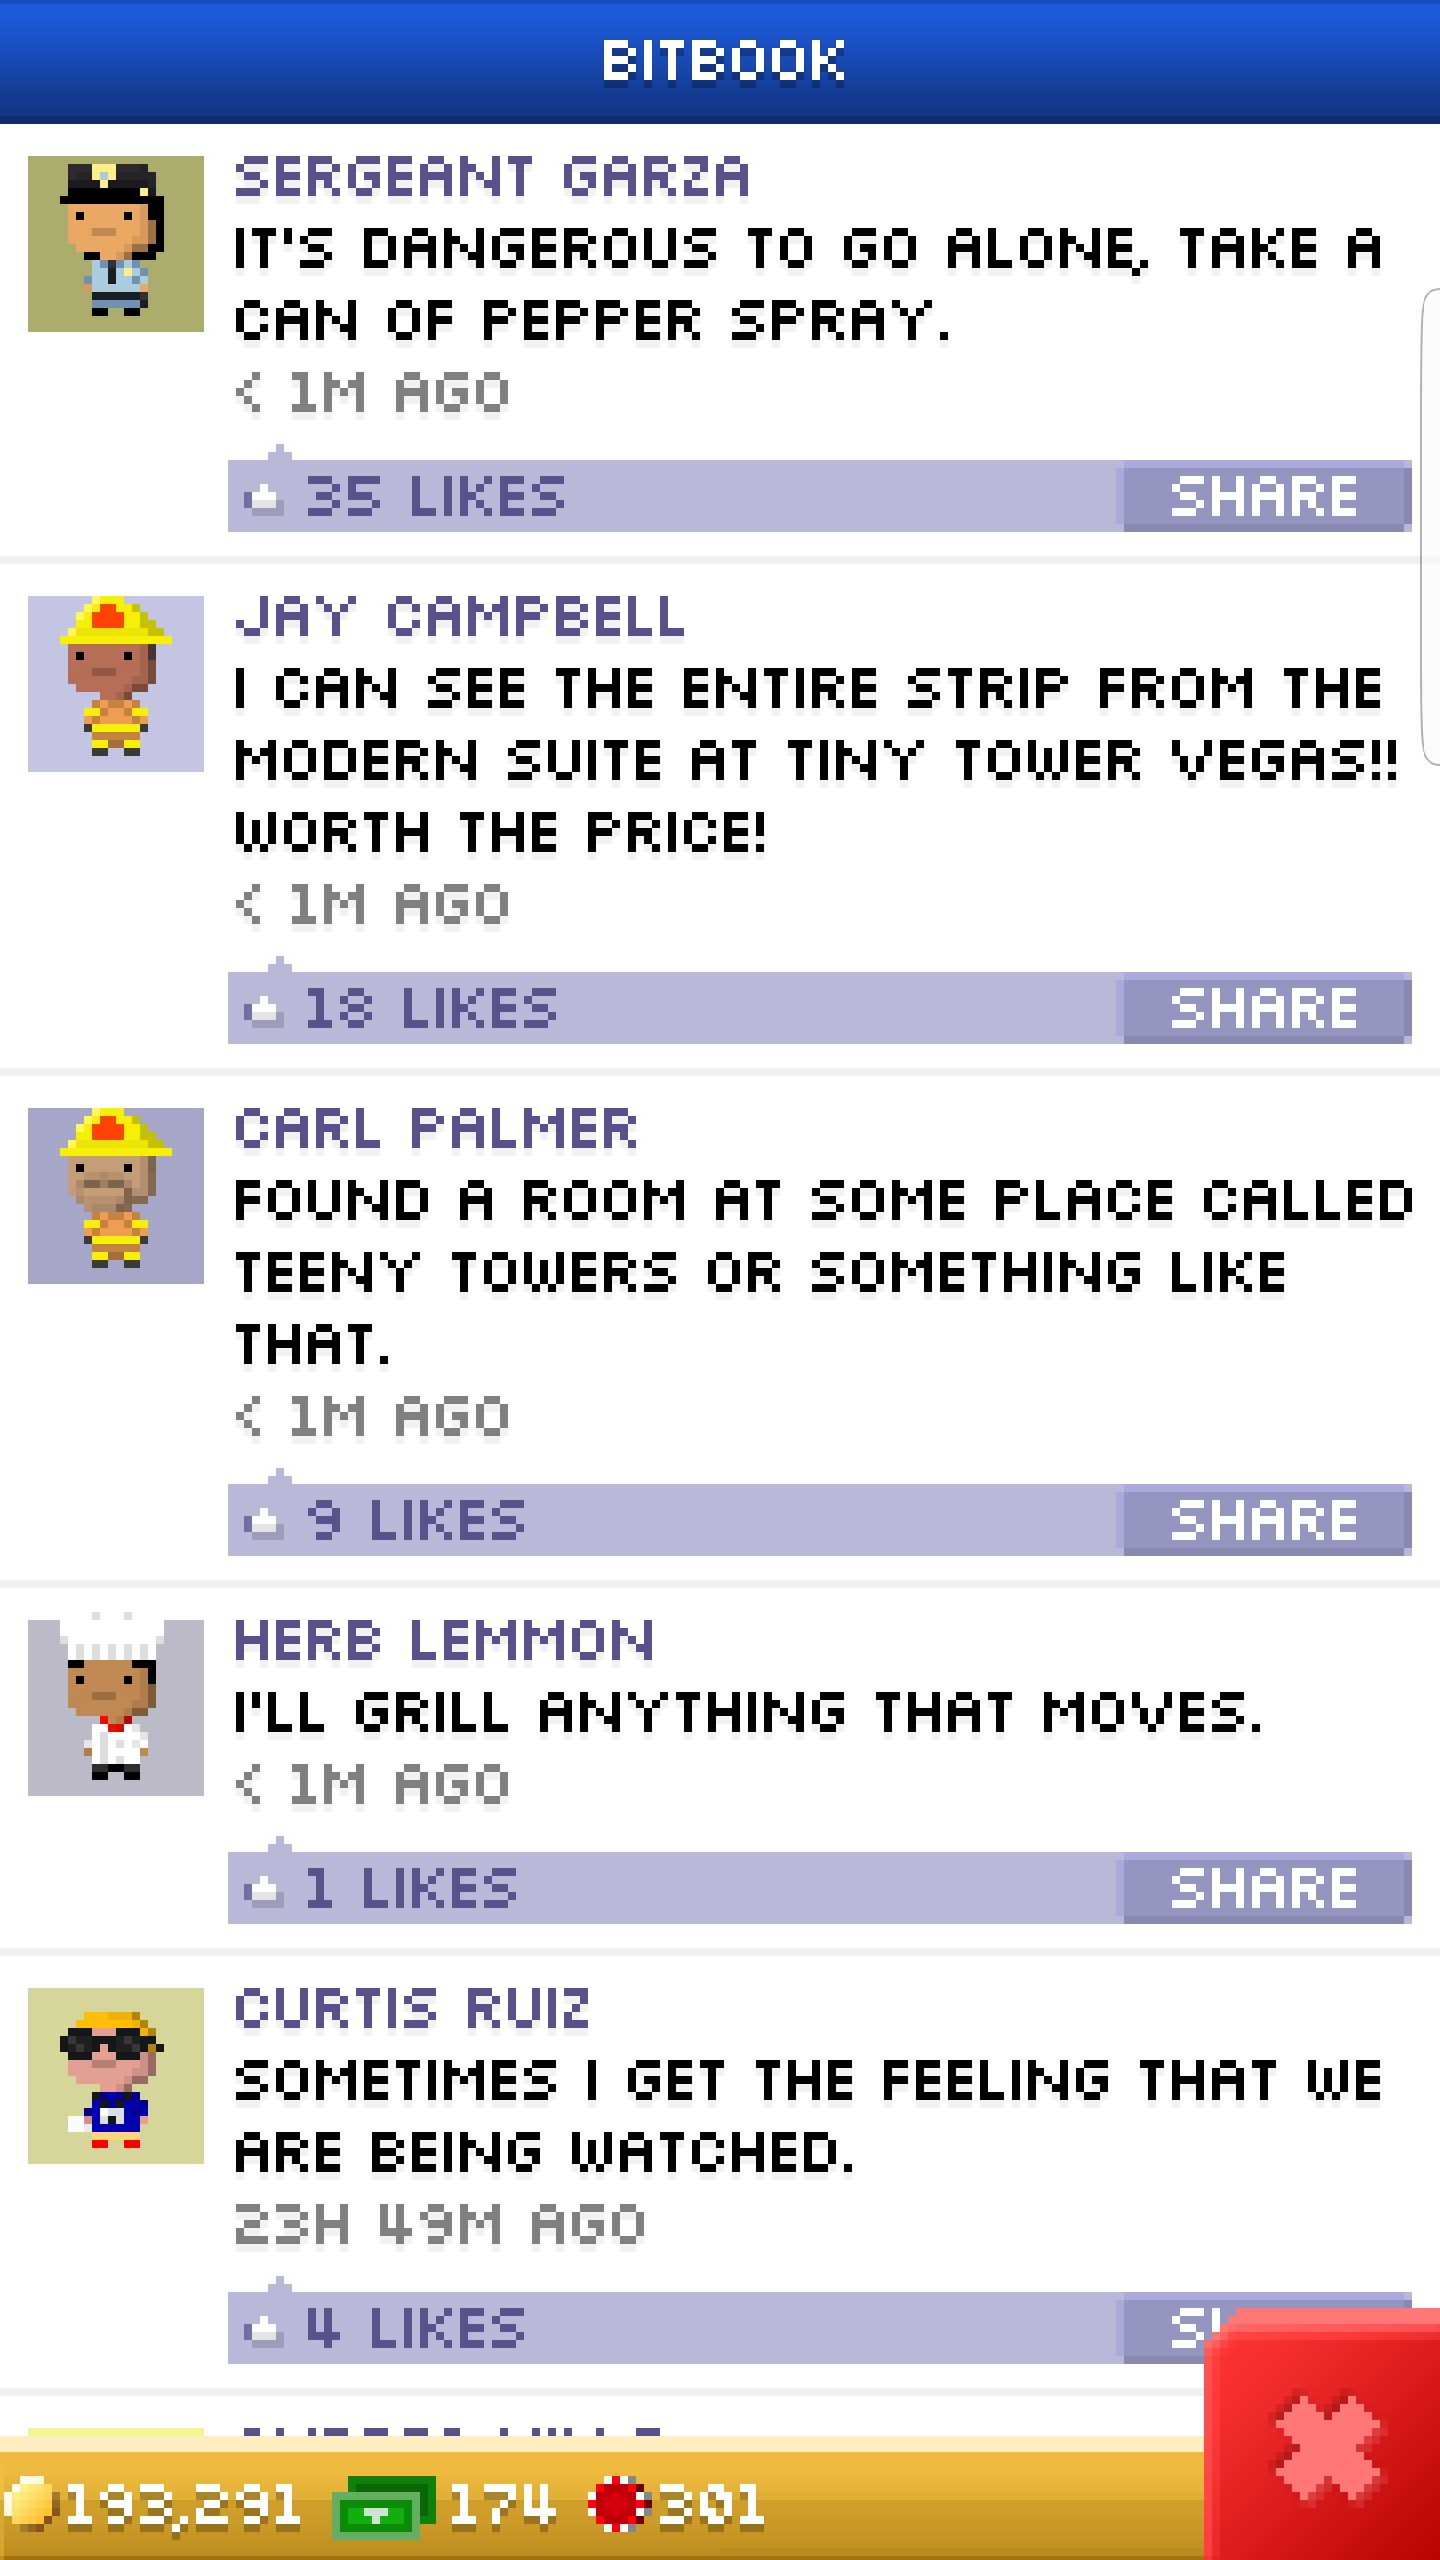 BITBOOK
SERGEANT GARZA
IT'S DANGEROUS TO GO ALONE, TAKE A
CAN OF PEPPER SPRAY.
< 1M AGO
35 LIKES SHARE
JAY CAMPBELL
I CAN SEE THE ENTIRE STRIP FROM THE
MODERN SUITE AT TINY TOWER VEGAS!!
WORTH THE PRICE!
< 1M AGO
18 LIKES SHARE
CARL PALMER
FOUND A ROOM AT SOME PLACE CALLED
TEENY TOWERS OR SOMETHING LIKE
THAT.
< 1M AGO
9 LIKES SHARE
HERB LEMMON
I'LL GRILL ANYTHING THAT MOVES.
< 1M AGO
1 LIKES SHARE
CURTIS RUIZ
SOMETIMES I GET THE FEELING THAT WE
ARE BEING WATCHED.
23H 49M AGO
4 LIKES
193,291 174 301